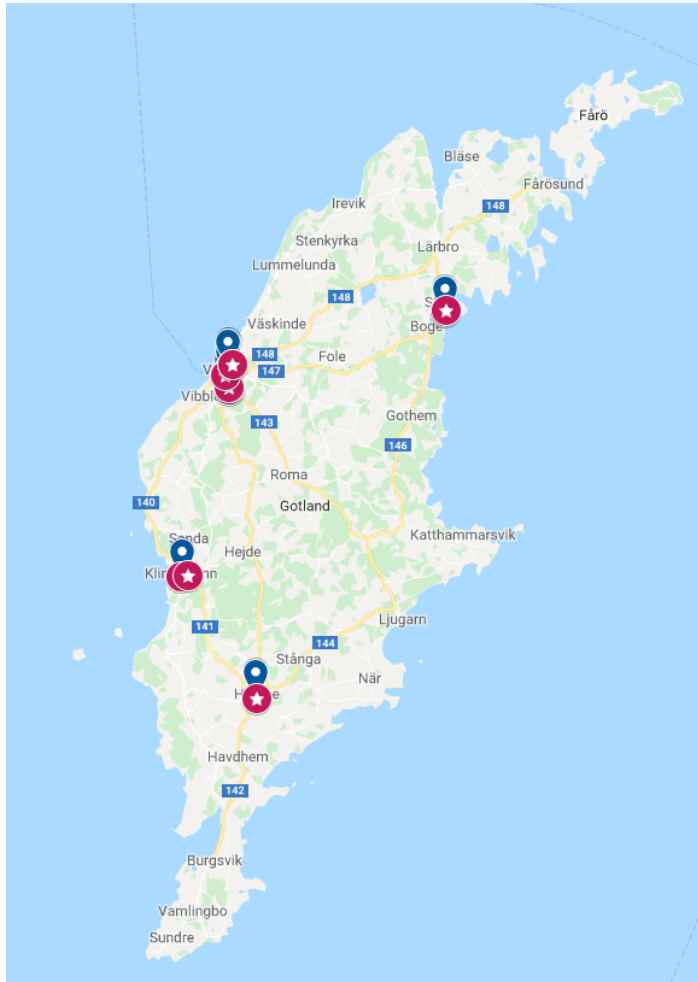 Fårö
Bläse
Fårösund
148
Irevik
Stenkyrka
Lärbro
Lummelunda
148
Väskinde
Boge
148
Fole
147
143
Gothem
146
Roma
140
Gotland
Katthammarsvik
Hejde
Ljugarn
141
144
Stånga
När
Havdhem
142
Burgsvik
Vamlingbo
Sundre